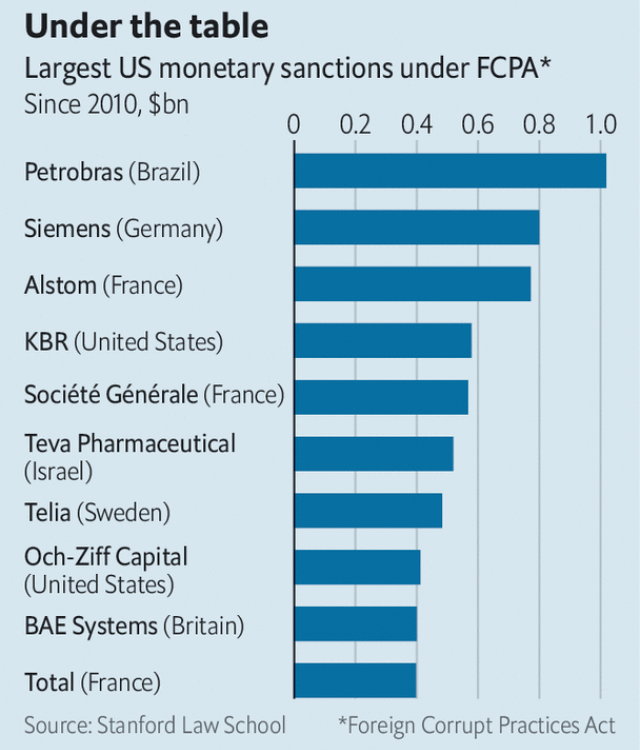 Under the table
Largest US monetary sanctions under FCPA*
Since 2010, $bn
0 0.2 0.4 0.6 0.8 1.0
Petrobras (Brazil)
Siemens (Germany)
Alstom (France)
KBR (United States)
Société Générale (France)
Teva Pharmaceutical
(Israel)
Telia (Sweden)
Och-Ziff Capital
(United States)
BAE Systems (Britain)
Total (France)
Source: Stanford Law School *Foreign Corrupt Practices Act